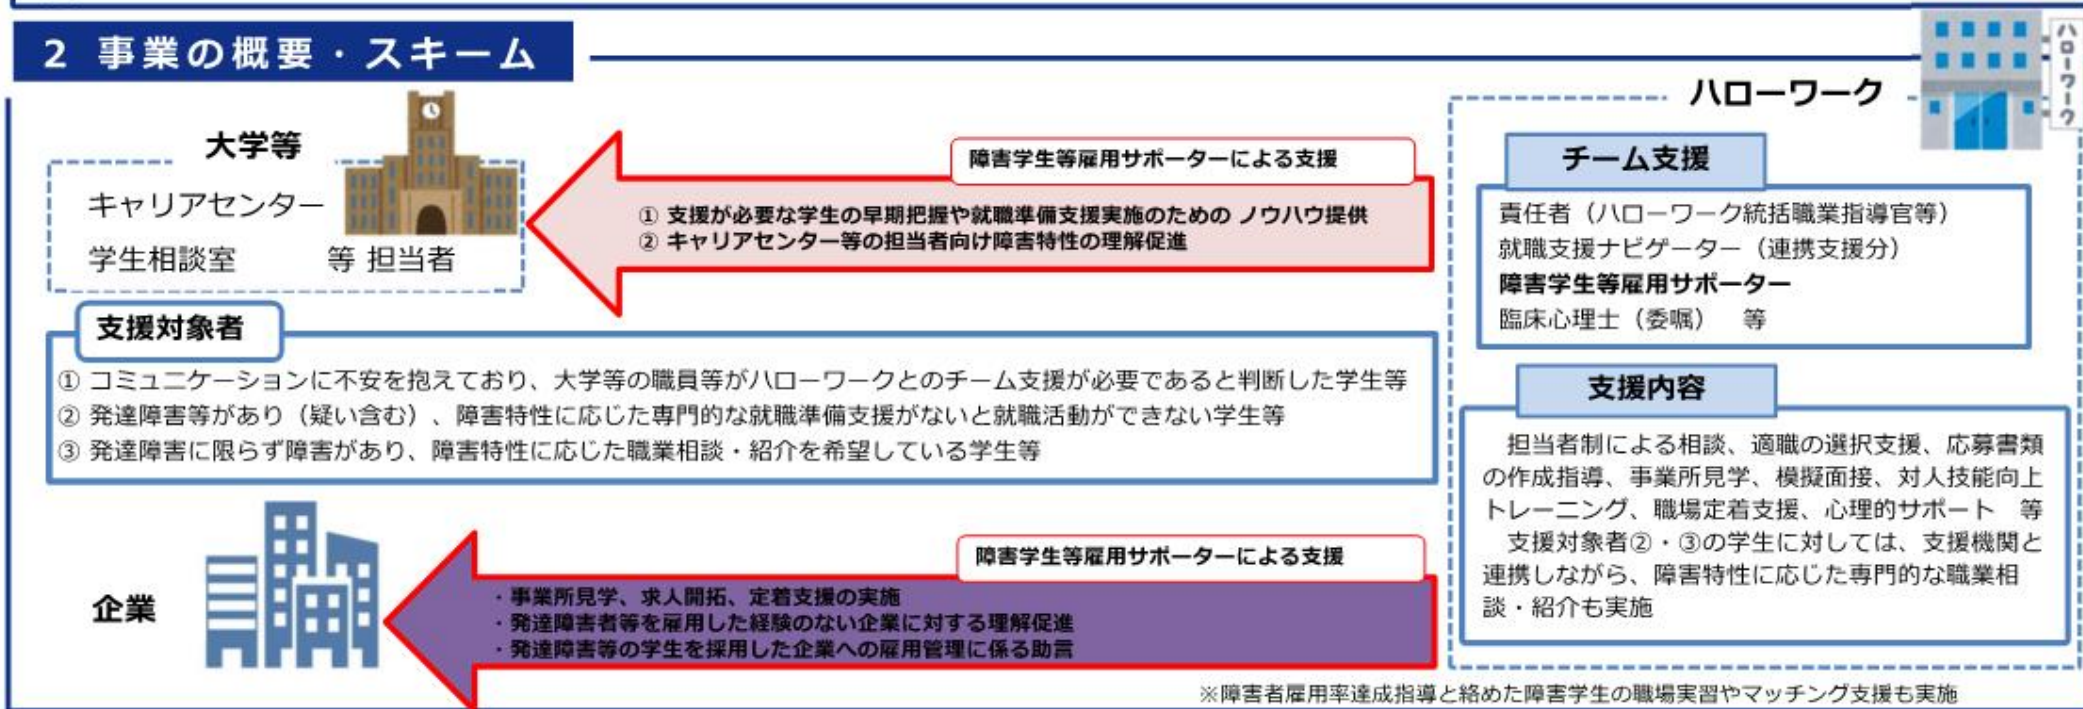 2 事業の概要・スキーム
ハローワーク
ハローワーク
大学等
キャリアセンター
学生相談室 等 担当者
障害学生等雇用サポーターによる支援
① 支援が必要な学生の早期把握や就職準備支援実施のための ノウハウ提供
② キャリアセンター等の担当者向け障害特性の理解促進
チーム支援
責任者（ハローワーク統括職業指導官等）
就職支援ナビゲーター（連携支援分）
障害学生等雇用サポーター
臨床心理士（委嘱） 等
支援対象者
① コミュニケーションに不安を抱えており、大学等の職員等がハローワークとのチーム支援が必要であると判断した学生等
② 発達障害等があり（疑い含む）、障害特性に応じた専門的な就職準備支援がないと就職活動ができない学生等
③ 発達障害に限らず障害があり、障害特性に応じた職業相談・紹介を希望している学生等
支援内容
担当者制による相談、適職の選択支援、応募書類
の作成指導、事業所見学、模擬面接、対人技能向上
トレーニング、職場定着支援、心理的サポート 等
支援対象者②・③の学生に対しては、支援機関と
連携しながら、障害特性に応じた専門的な職業相
談・紹介も実施
企業
障害学生等雇用サポーターによる支援
・事業所見学、求人開拓、定着支援の実施
・発達障害者等を雇用した経験のない企業に対する理解促進
・発達障害等の学生を採用した企業への雇用管理に係る助言
※障害者雇用率達成指導と絡めた障害学生の職場実習やマッチング支援も実施